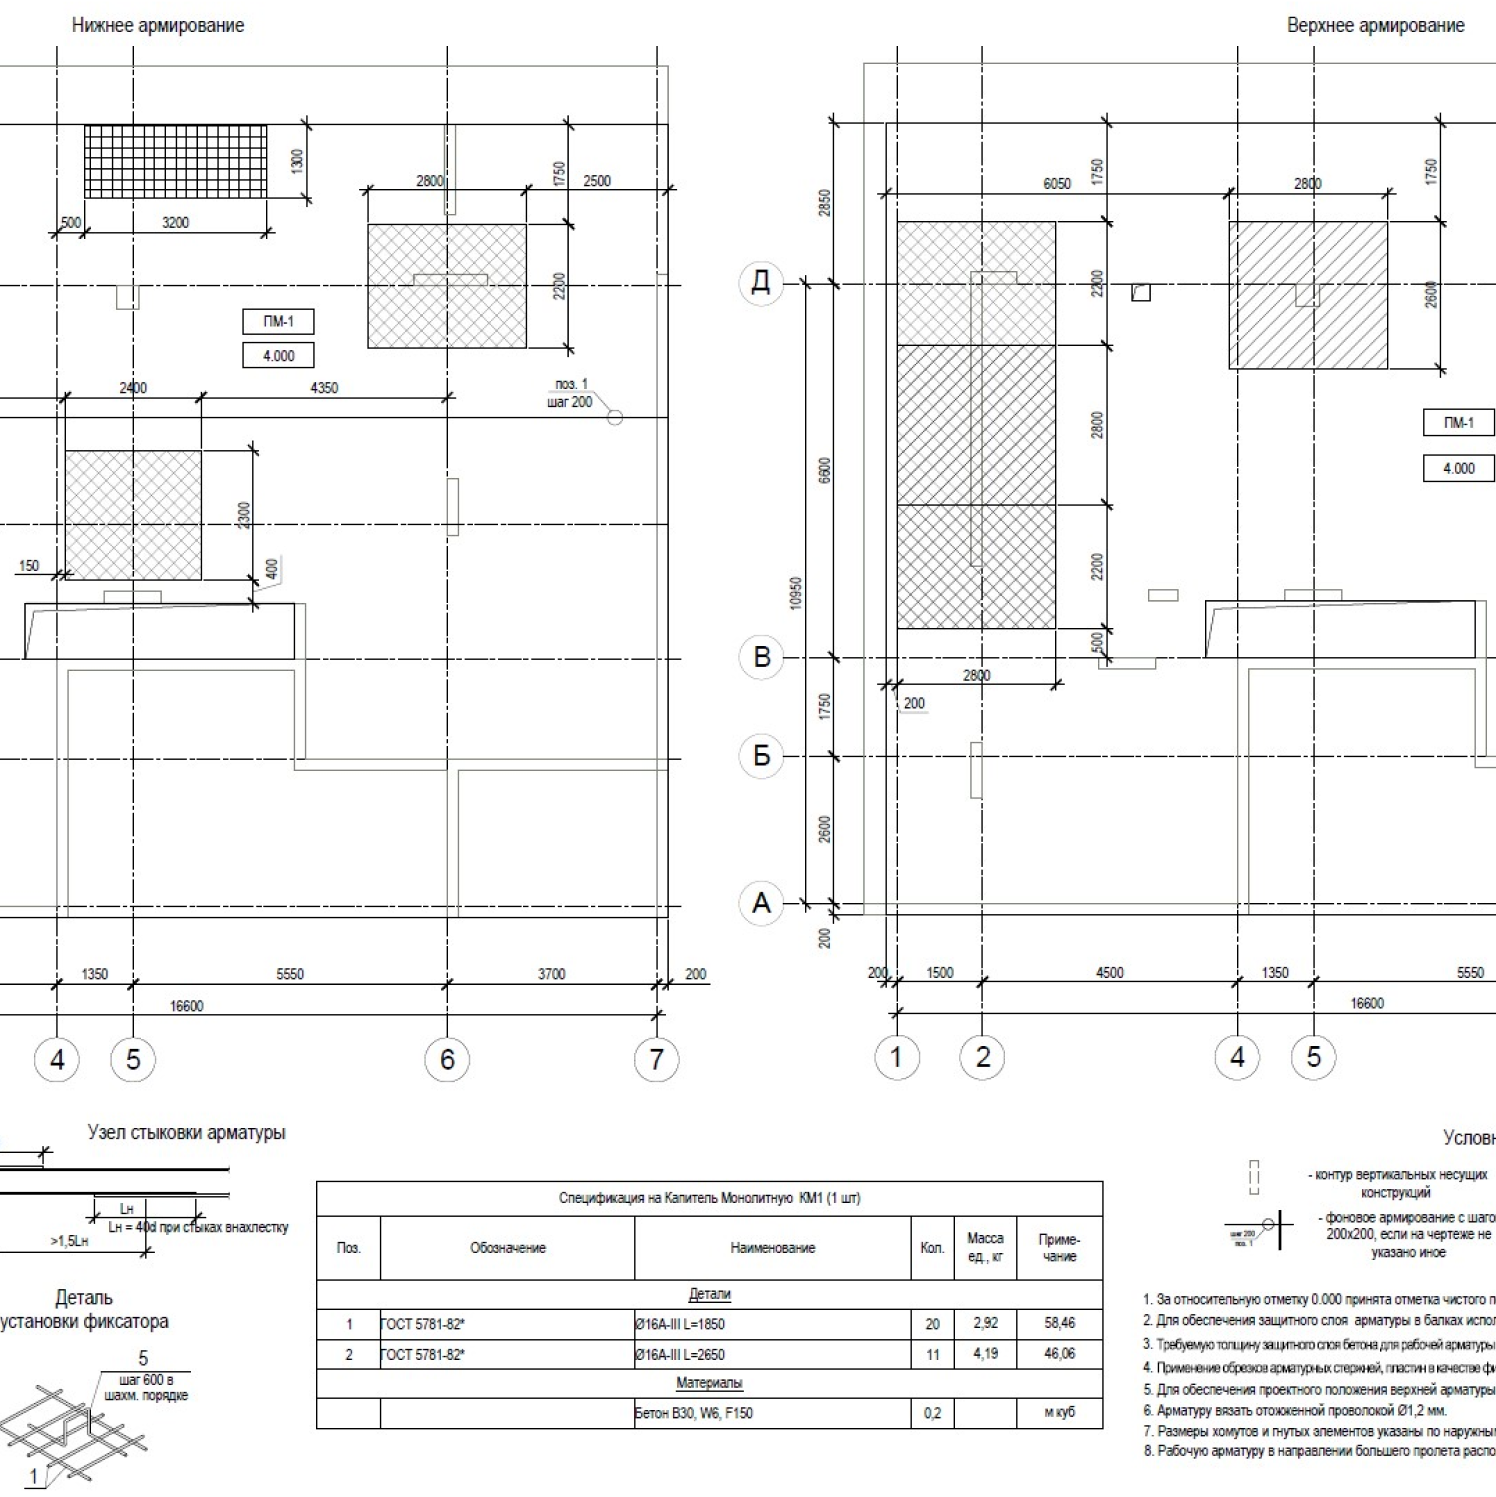 Нижнее армирование
Верхнее армирование
1300
500
3200
2800
1750
2500
2200
ПМ-1
4.000
2400
4350
поз. 1
шаг 200
2300
150
400
1350
5550
3700
200
16600
4
5
6
7
2850
6050
1750
2800
1750
2200
2600
Д
2800
6600
ПМ-1
4.000
10950
2200
500
В
2800
200
1750
Б
2600
А
200
200
1500
4500
1350
5550
16600
1
2
4
5
Узел стыковки арматуры
Lн
Lн = 40d при стыках внахлестку
>1,5Lн
Деталь
установки фиксатора
5
шаг 600 в
шахм. порядке
1
Спецификация на Капитель Монолитную КМ1 (1 шт)
Поз.
Обозначение
Наименование
Кол.
Масса
ед., кг
Приме-
чание
Детали
1 ГОСТ 5781-82* Ø16А-III L=1850 20 2,92 58,46
2 ГОСТ 5781-82* Ø16А-III L=2650 11 4,19 46,06
Материалы
Бетон В30, W6, F150 0,2 м куб
Условн
- контур вертикальных несущих
конструкций
шаг 200
поз. 1
- фоновое армирование с шаго
200х200, если на чертеже не
указано иное
1. За относительную отметку 0.000 принята отметка чистого п
2. Для обеспечения защитного слоя арматуры в балках испол
3. Требуемую толщину защитного слоя бетона для рабочей арматуры
4. Применение обрезков арматурных стержней, пластин в качестве фи
5. Для обеспечения проектного положения верхней арматуры
6. Арматуру вязать отожженной проволокой Ø1,2 мм.
7. Размеры хомутов и гнутых элементов указаны по наружным
8. Рабочую арматуру в направлении большего пролета распо